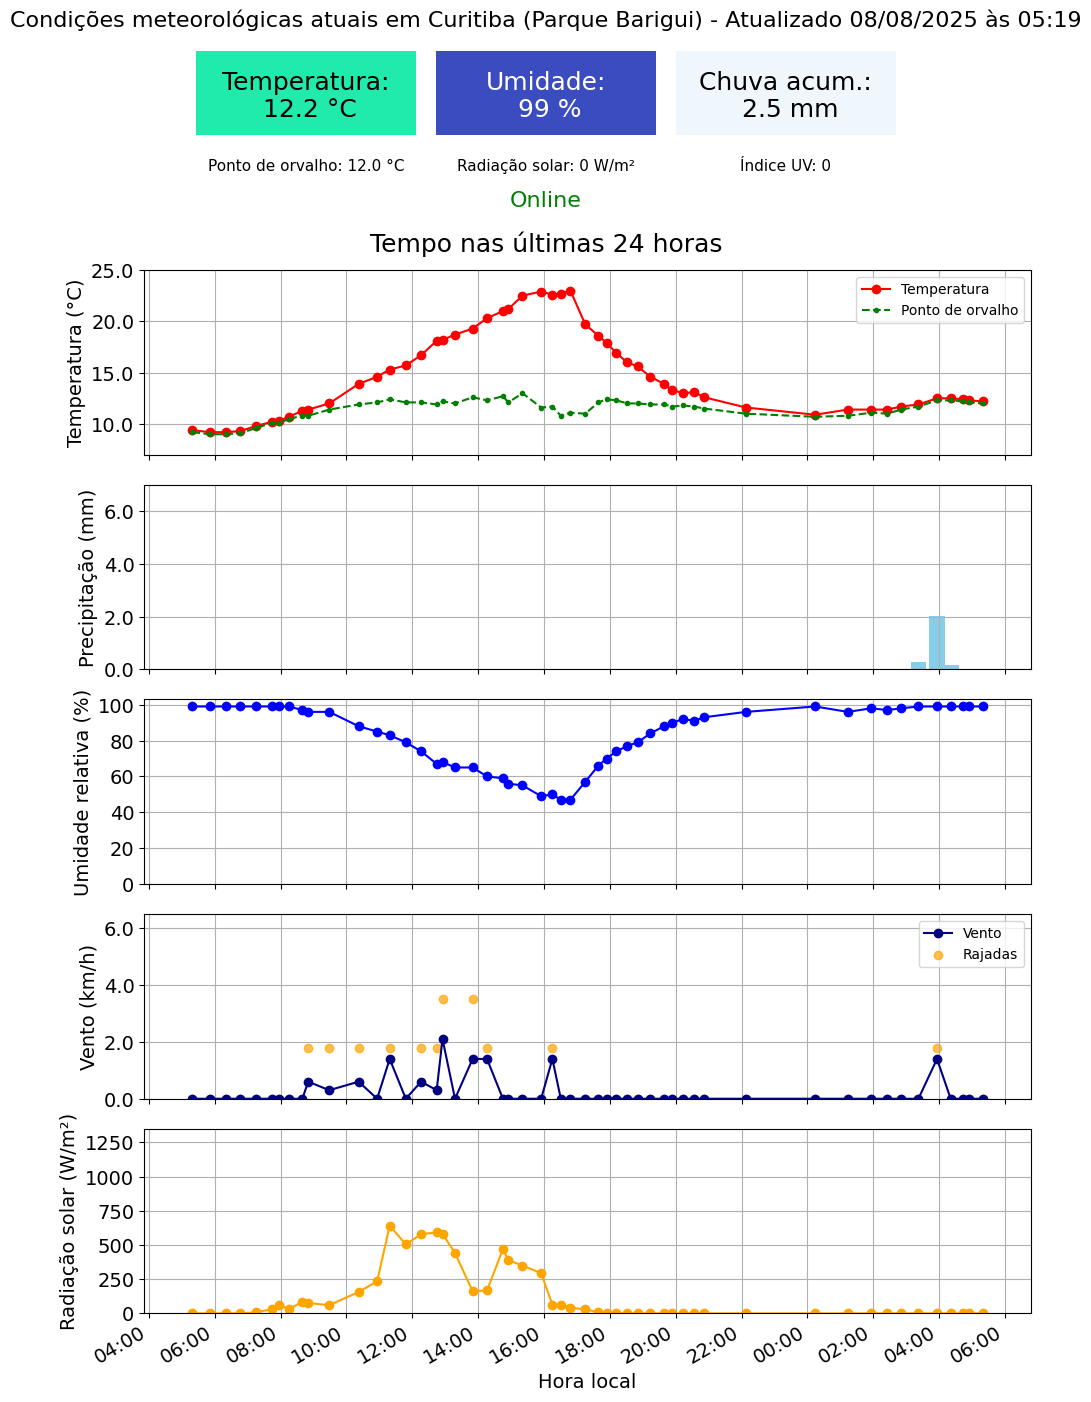 Condições meteorológicas atuais em Curitiba (Parque Barigui) - Atualizado 08/08/2025 às 05:19
Temperatura:
12.2 °C
Umidade:
99 %
Chuva acum.:
2.5 mm
Ponto de orvalho: 12.0 °C
Radiação solar: 0 W/m²
Índice UV: 0
Online
Tempo nas últimas 24 horas
Temperatura (°C)
25.0
20.0
15.0
10.0
Temperatura
Ponto de orvalho
Precipitação (mm)
6.0
4.0
2.0
0.0
Umidade relativa (%)
100
80
60
40
20
0
Vento (km/h)
6.0
4.0
2.0
0.0
Vento
Rajadas
Radiação solar (W/m²)
1250
1000
750
500
250
0
04:00
06:00
08:00
10:00
12:00
14:00
16:00
18:00
20:00
22:00
00:00
02:00
04:00
06:00
Hora local